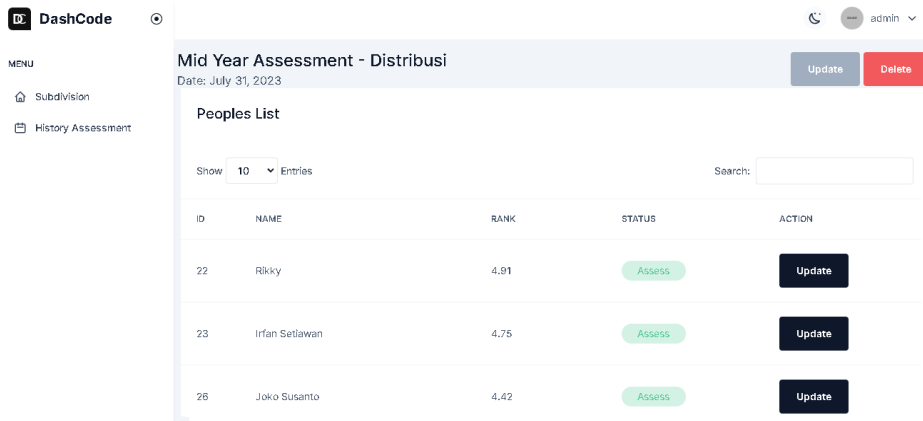 DC DashCode
admin
MENU
Subdivision
History Assessment
Mid Year Assessment - Distribusi
Date: July 31, 2023
Update
Delete
Peoples List
Show 10 Entries
Search:
ID NAME RANK STATUS ACTION
22 Rikky 4.91 Assess Update
23 Irfan Setiawan 4.75 Assess Update
26 Joko Susanto 4.42 Assess Update